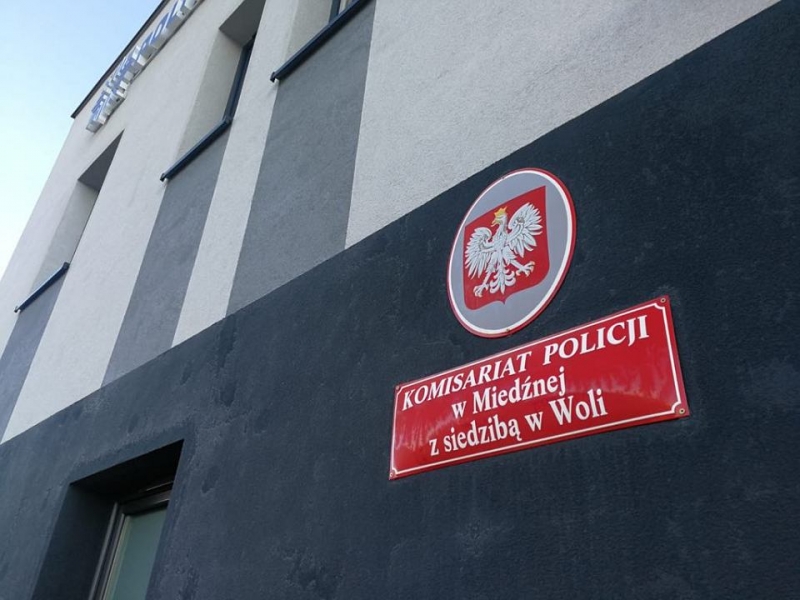 KOMISARIAT POLICJI
w Miedźnej
z siedzibą w Woli